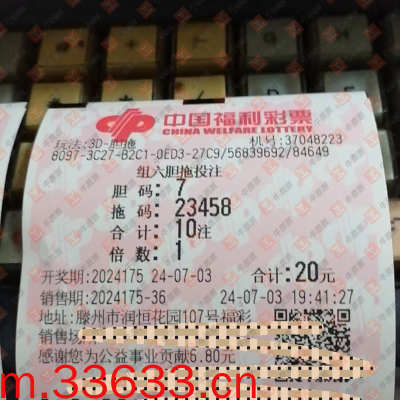 中国福利彩票
CHINA WELFARE LOTTERY
玩法:3D-胆拖 机号:37048223
8097-3C27-B2C1-0ED3-27C9/56839692/84649
组六胆拖投注
胆 码: 7
拖 码: 23458
合 计: 10注
倍 数: 1
开奖期:2024175 24-07-03 合计:20元
销售期:2024175-36 24-07-03 19:41:27
地址:滕州市润恒花园107号福彩
销售场
感谢您为公益事业贡献6.80元
m.33633.cn